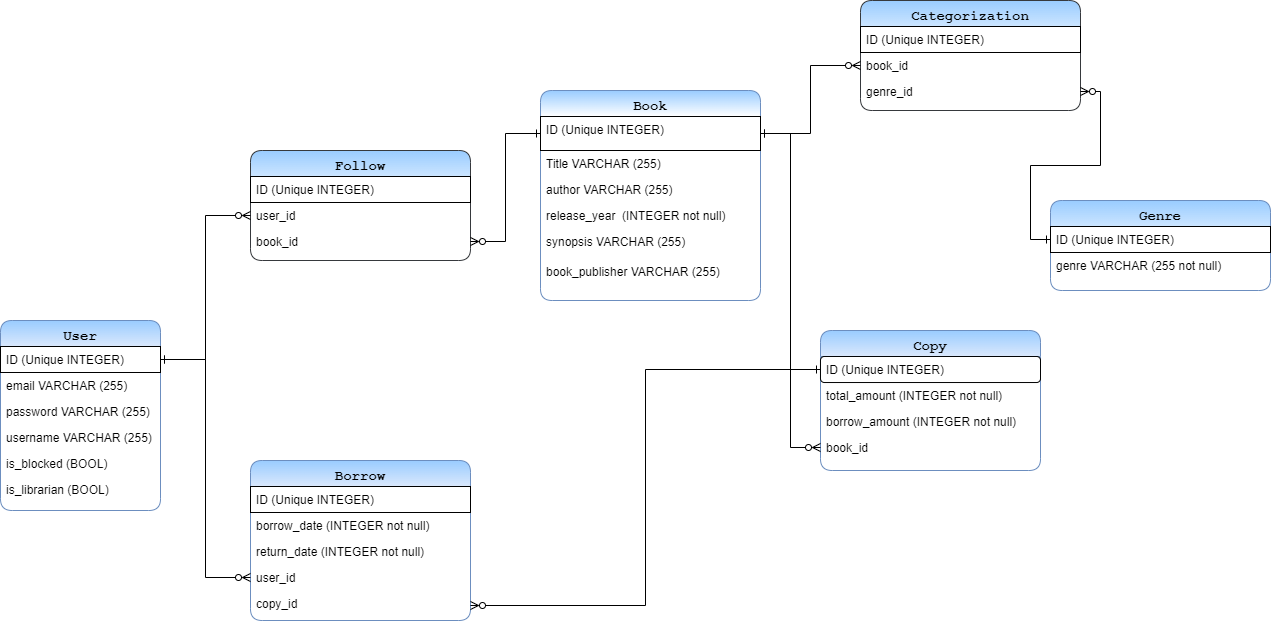 Categorization
ID (Unique INTEGER)
book_id
genre_id
Book
ID (Unique INTEGER)
Title VARCHAR (255)
author VARCHAR (255)
release_year  (INTEGER not null)
synopsis VARCHAR (255)
book_publisher VARCHAR (255)
Follow
ID (Unique INTEGER)
user_id
book_id
Genre
ID (Unique INTEGER)
genre VARCHAR (255 not null)
User
ID (Unique INTEGER)
email VARCHAR (255)
password VARCHAR (255)
username VARCHAR (255)
is_blocked (BOOL)
is_librarian (BOOL)
Copy
ID (Unique INTEGER)
total_amount (INTEGER not null)
borrow_amount (INTEGER not null)
book_id
Borrow
ID (Unique INTEGER)
borrow_date (INTEGER not null)
return_date (INTEGER not null)
user_id
copy_id